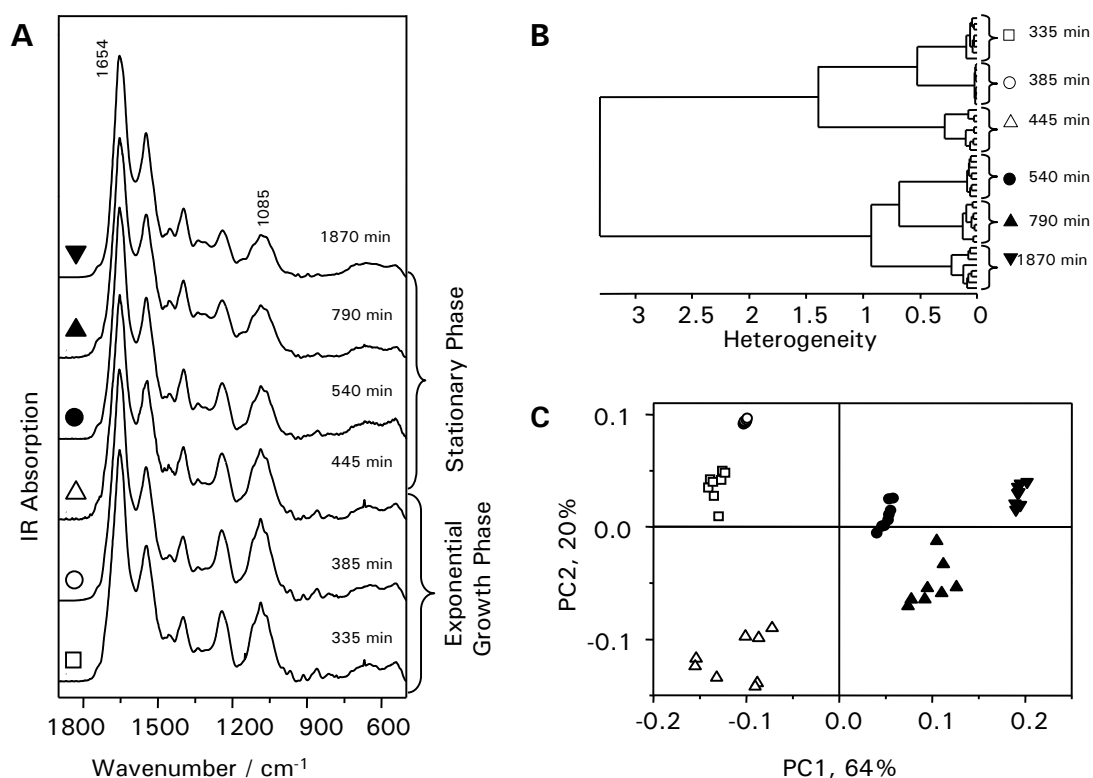 A
1654
1085
1870 min
790 min
540 min
445 min
385 min
335 min
Stationary Phase
Exponential
Growth Phase
IR Absorption
1800 1500 1200 900 600
Wavenumber / cm⁻¹
B
335 min
385 min
445 min
540 min
790 min
1870 min
3 2.5 2 1.5 1 0.5 0
Heterogeneity
C
0.1
0.0
-0.1
PC2, 20%
-0.2 -0.1 0.0 0.1 0.2
PC1, 64%